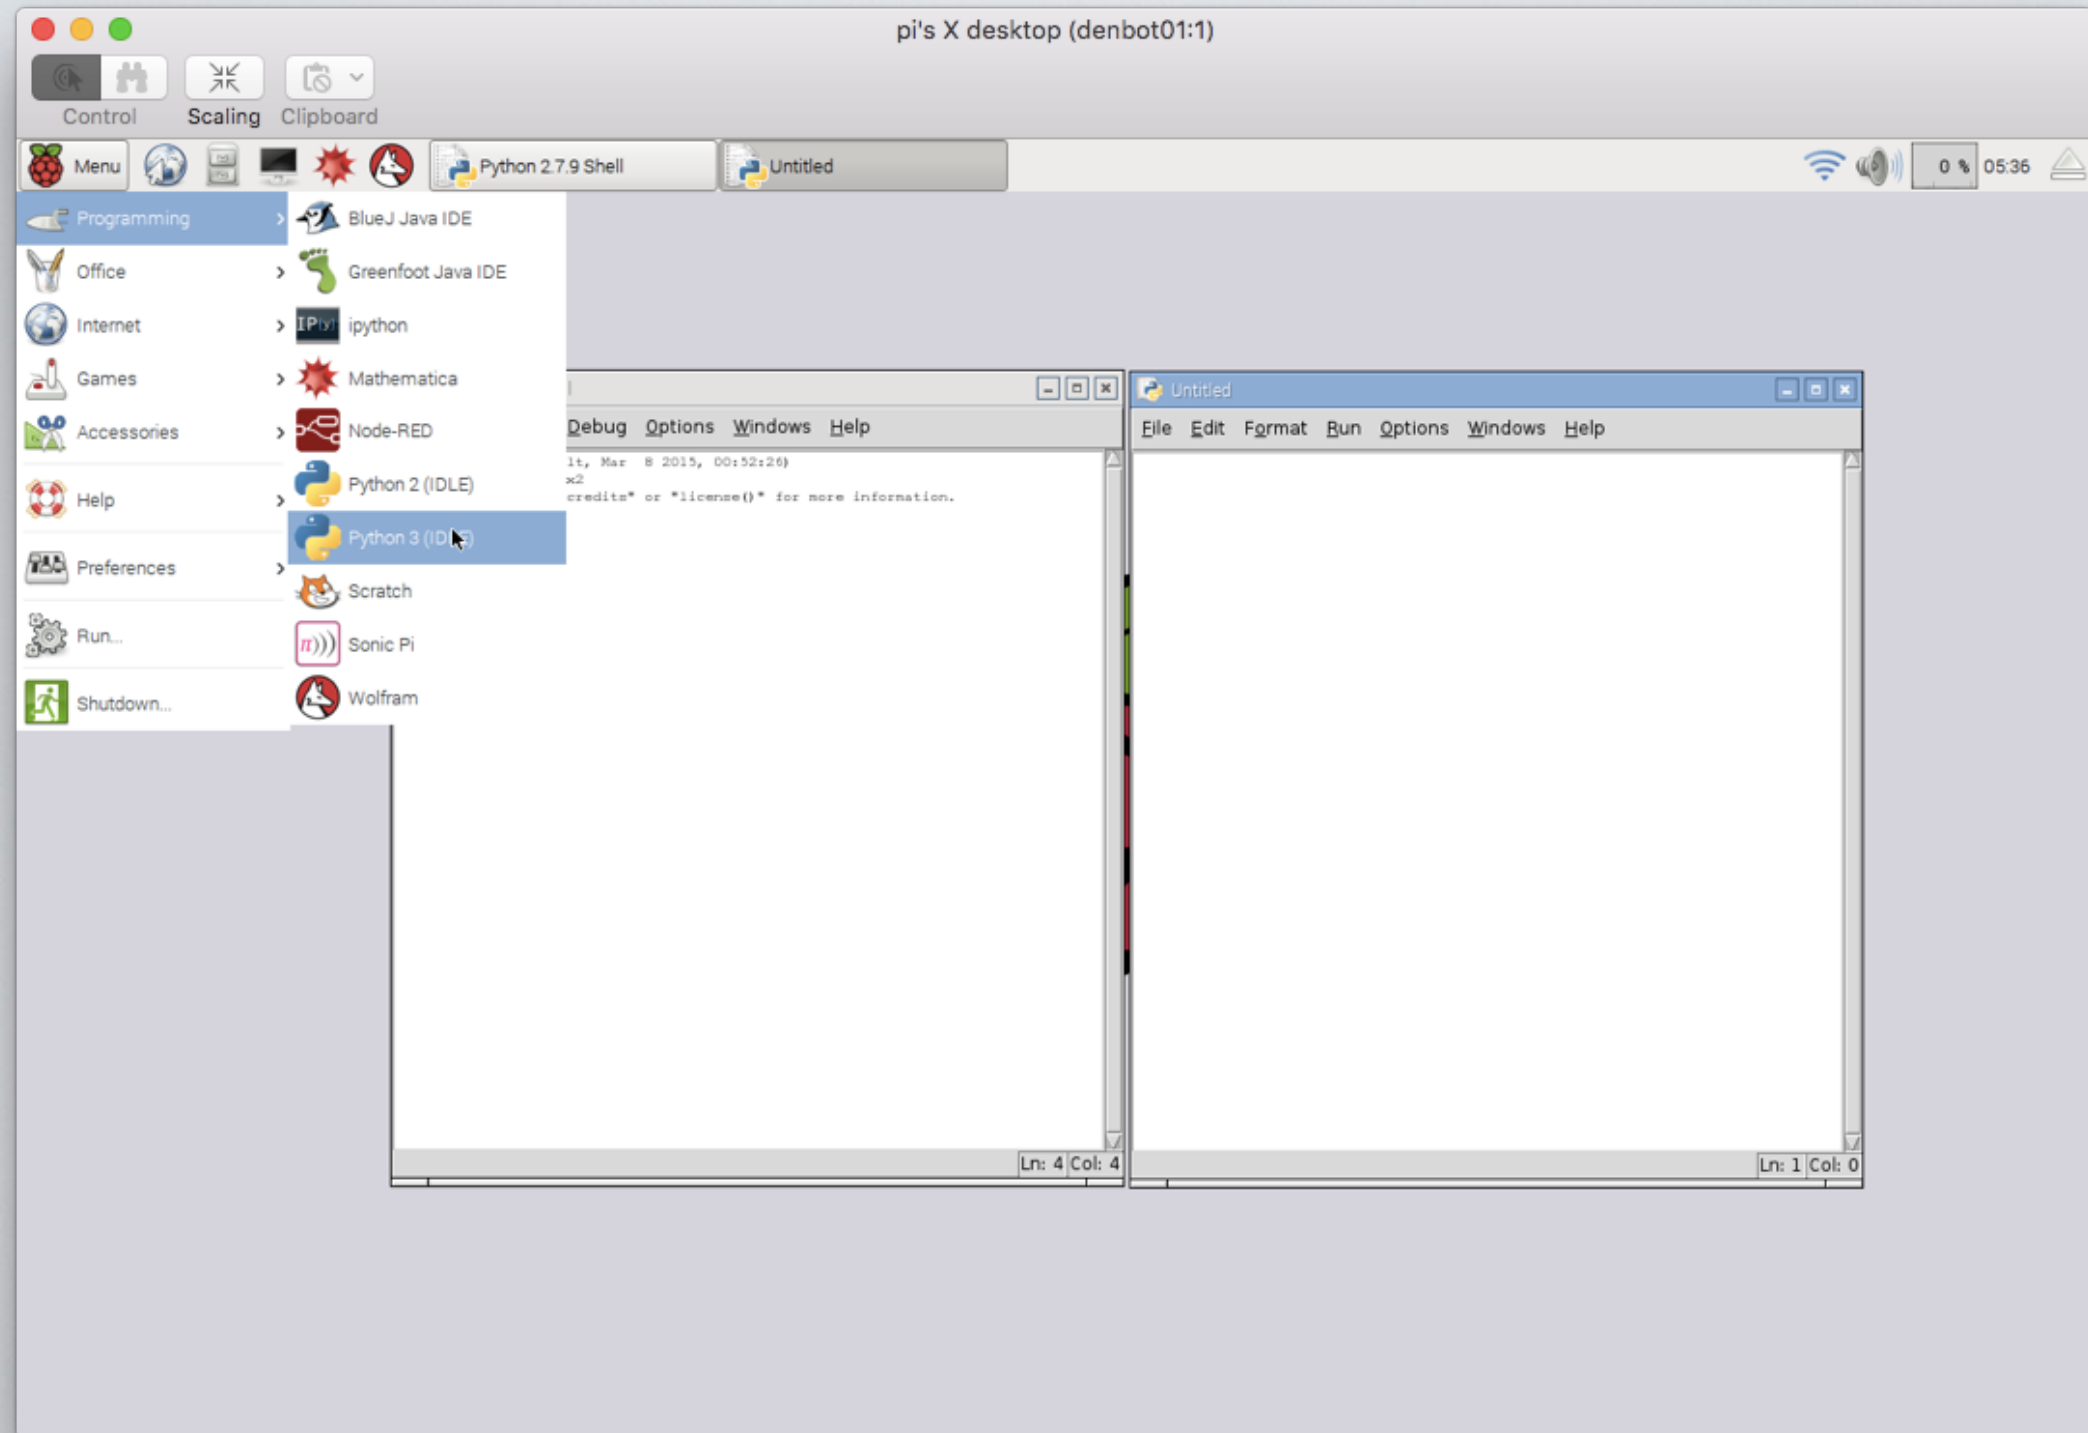 pi's X desktop (denbot01:1)
Control Scaling Clipboard
Menu Python 2.7.9 Shell Untitled 0 % 05:36
Programming
Office
Internet
Games
Accessories
Help
Preferences
Run...
Shutdown...
BlueJ Java IDE
Greenfoot Java IDE
ipython
Mathematica
Node-RED
Python 2 (IDLE)
Python 3 (ID
Scratch
Sonic Pi
Wolfram
Debug Options Windows Help
lt, Mar 8 2015, 00:52:26)
x2
credits" or "license()" for more information.
Ln: 4 Col: 4
Untitled
File Edit Format Run Options Windows Help
Ln: 1 Col: 0